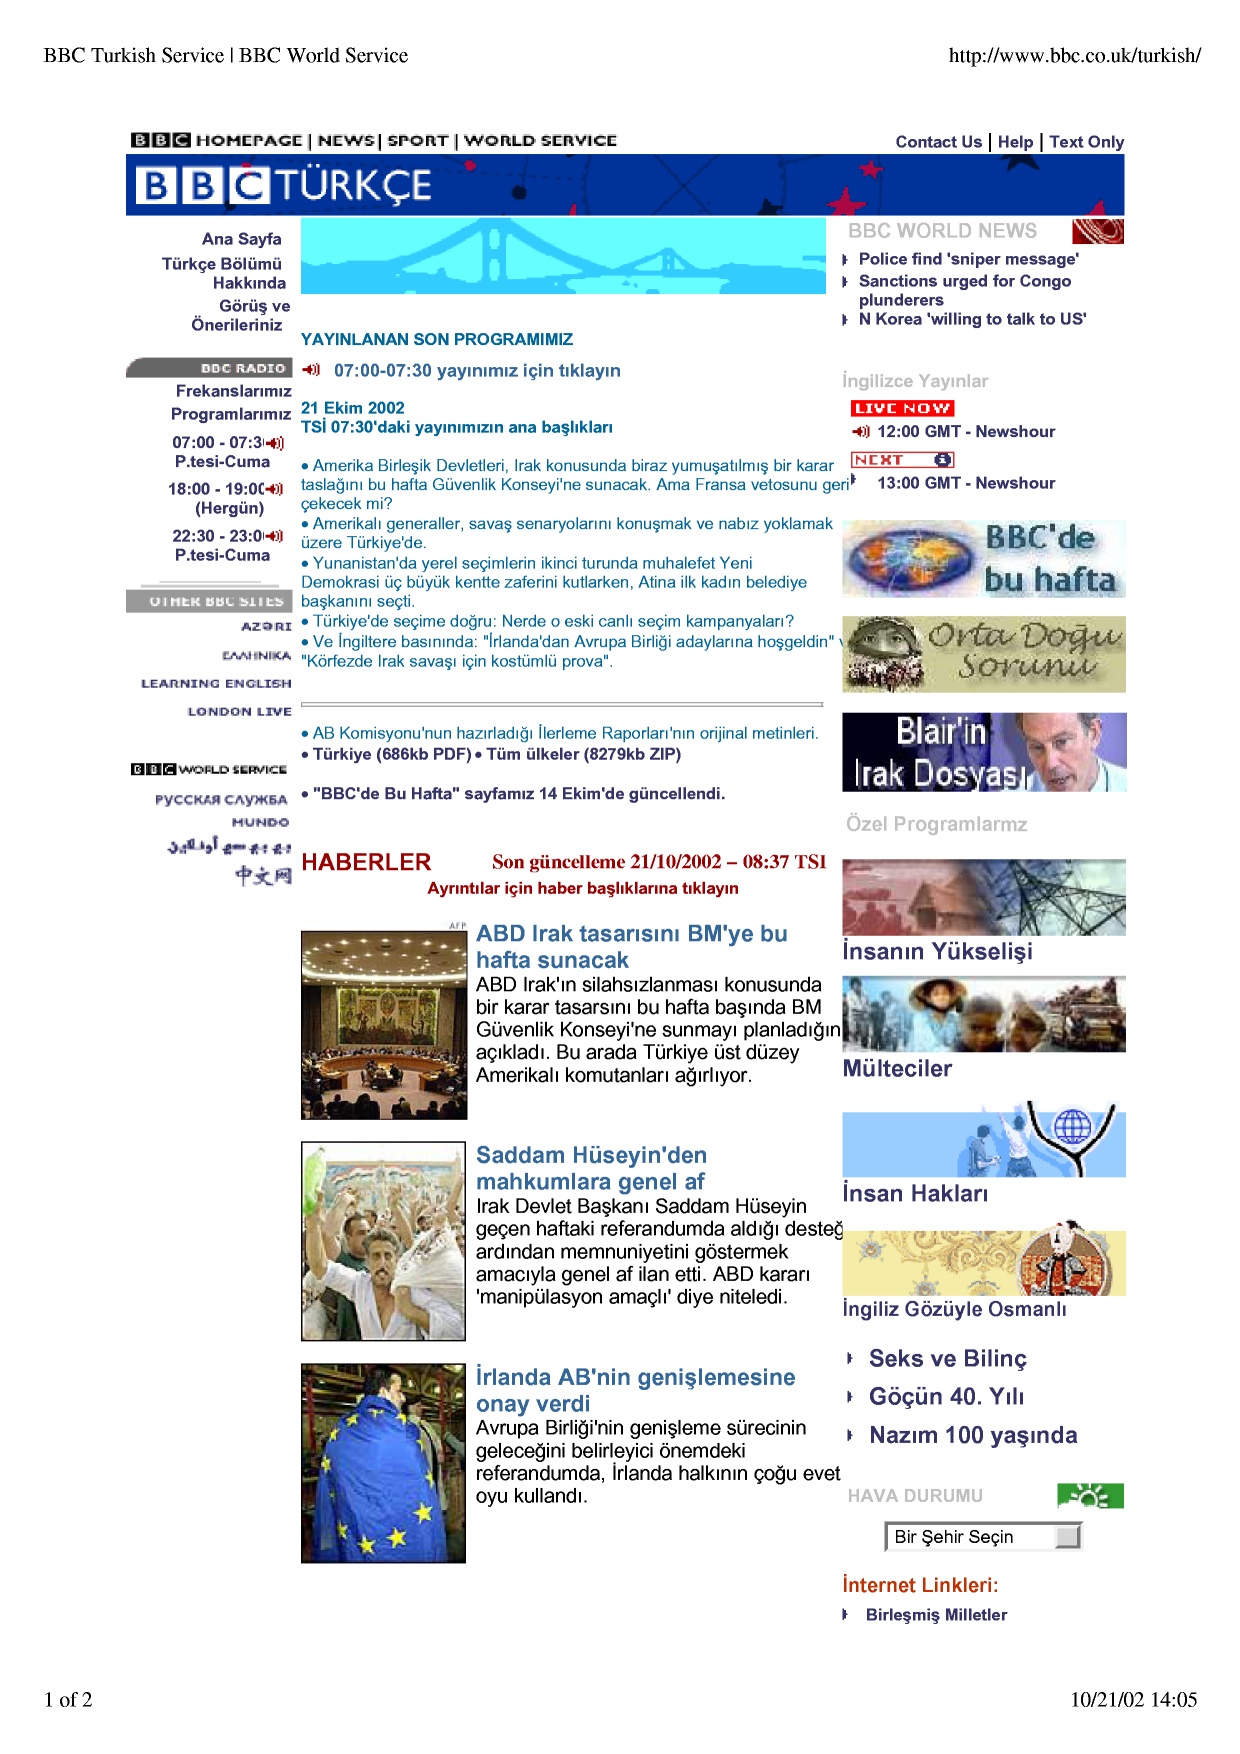 BBC Turkish Service | BBC World Service
http://www.bbc.co.uk/turkish/
BBC HOMEPAGE | NEWS | SPORT | WORLD SERVICE
Contact Us | Help | Text Only
BBC TÜRKÇE
Ana Sayfa
Türkçe Bölümü
Hakkında
Görüş ve
Önerileriniz
BBC RADIO
Frekanslarımız
Programlarımız
07:00 - 07:3
P.tesi-Cuma
18:00 - 19:00
(Hergün)
22:30 - 23:0
P.tesi-Cuma
OTHER BBC SITES
AZƏRI
ΕΛΛΗΝΙΚΑ
LEARNING ENGLISH
LONDON LIVE
BBC WORLD SERVICE
РУССКАЯ СЛУЖБА
MUNDO
中文网
YAYINLANAN SON PROGRAMIMIZ
07:00-07:30 yayınımız için tıklayın
21 Ekim 2002
TSİ 07:30'daki yayınımızın ana başlıkları
• Amerika Birleşik Devletleri, Irak konusunda biraz yumuşatılmış bir karar
taslağını bu hafta Güvenlik Konseyi'ne sunacak. Ama Fransa vetosunu geri
çekecek mi?
• Amerikalı generaller, savaş senaryolarını konuşmak ve nabız yoklamak
üzere Türkiye'de.
• Yunanistan'da yerel seçimlerin ikinci turunda muhalefet Yeni
Demokrasi üç büyük kentte zaferini kutlarken, Atina ilk kadın belediye
başkanını seçti.
• Türkiye'de seçime doğru: Nerde o eski canlı seçim kampanyaları?
• Ve İngiltere basınında: "İrlanda'dan Avrupa Birliği adaylarına hoşgeldin" v
"Körfezde Irak savaşı için kostümlü prova".
• AB Komisyonu'nun hazırladığı İlerleme Raporları'nın orijinal metinleri.
• Türkiye (686kb PDF) • Tüm ülkeler (8279kb ZIP)
• "BBC'de Bu Hafta" sayfamız 14 Ekim'de güncellendi.
HABERLER
Son güncelleme 21/10/2002 – 08:37 TSI
Ayrıntılar için haber başlıklarına tıklayın
AFP
ABD Irak tasarısını BM'ye bu
hafta sunacak
ABD Irak'ın silahsızlanması konusunda
bir karar tasarsını bu hafta başında BM
Güvenlik Konseyi'ne sunmayı planladığın
açıkladı. Bu arada Türkiye üst düzey
Amerikalı komutanları ağırlıyor.
Saddam Hüseyin'den
mahkumlara genel af
Irak Devlet Başkanı Saddam Hüseyin
geçen haftaki referandumda aldığı desteğ
ardından memnuniyetini göstermek
amacıyla genel af ilan etti. ABD kararı
'manipülasyon amaçlı' diye niteledi.
İrlanda AB'nin genişlemesine
onay verdi
Avrupa Birliği'nin genişleme sürecinin
geleceğini belirleyici önemdeki
referandumda, İrlanda halkının çoğu evet
oyu kullandı.
BBC WORLD NEWS
Police find 'sniper message'
Sanctions urged for Congo
plunderers
N Korea 'willing to talk to US'
İngilizce Yayınlar
LIVE NOW
12:00 GMT - Newshour
NEXT
13:00 GMT - Newshour
BBC'de
bu hafta
Orta Doğu
Sorunu
Blair'in
Irak Dosyası
Özel Programlarmz
İnsanın Yükselişi
Mülteciler
İnsan Hakları
İngiliz Gözüyle Osmanlı
Seks ve Bilinç
Göçün 40. Yılı
Nazım 100 yaşında
HAVA DURUMU
Bir Şehir Seçin
İnternet Linkleri:
Birleşmiş Milletler
1 of 2
10/21/02 14:05